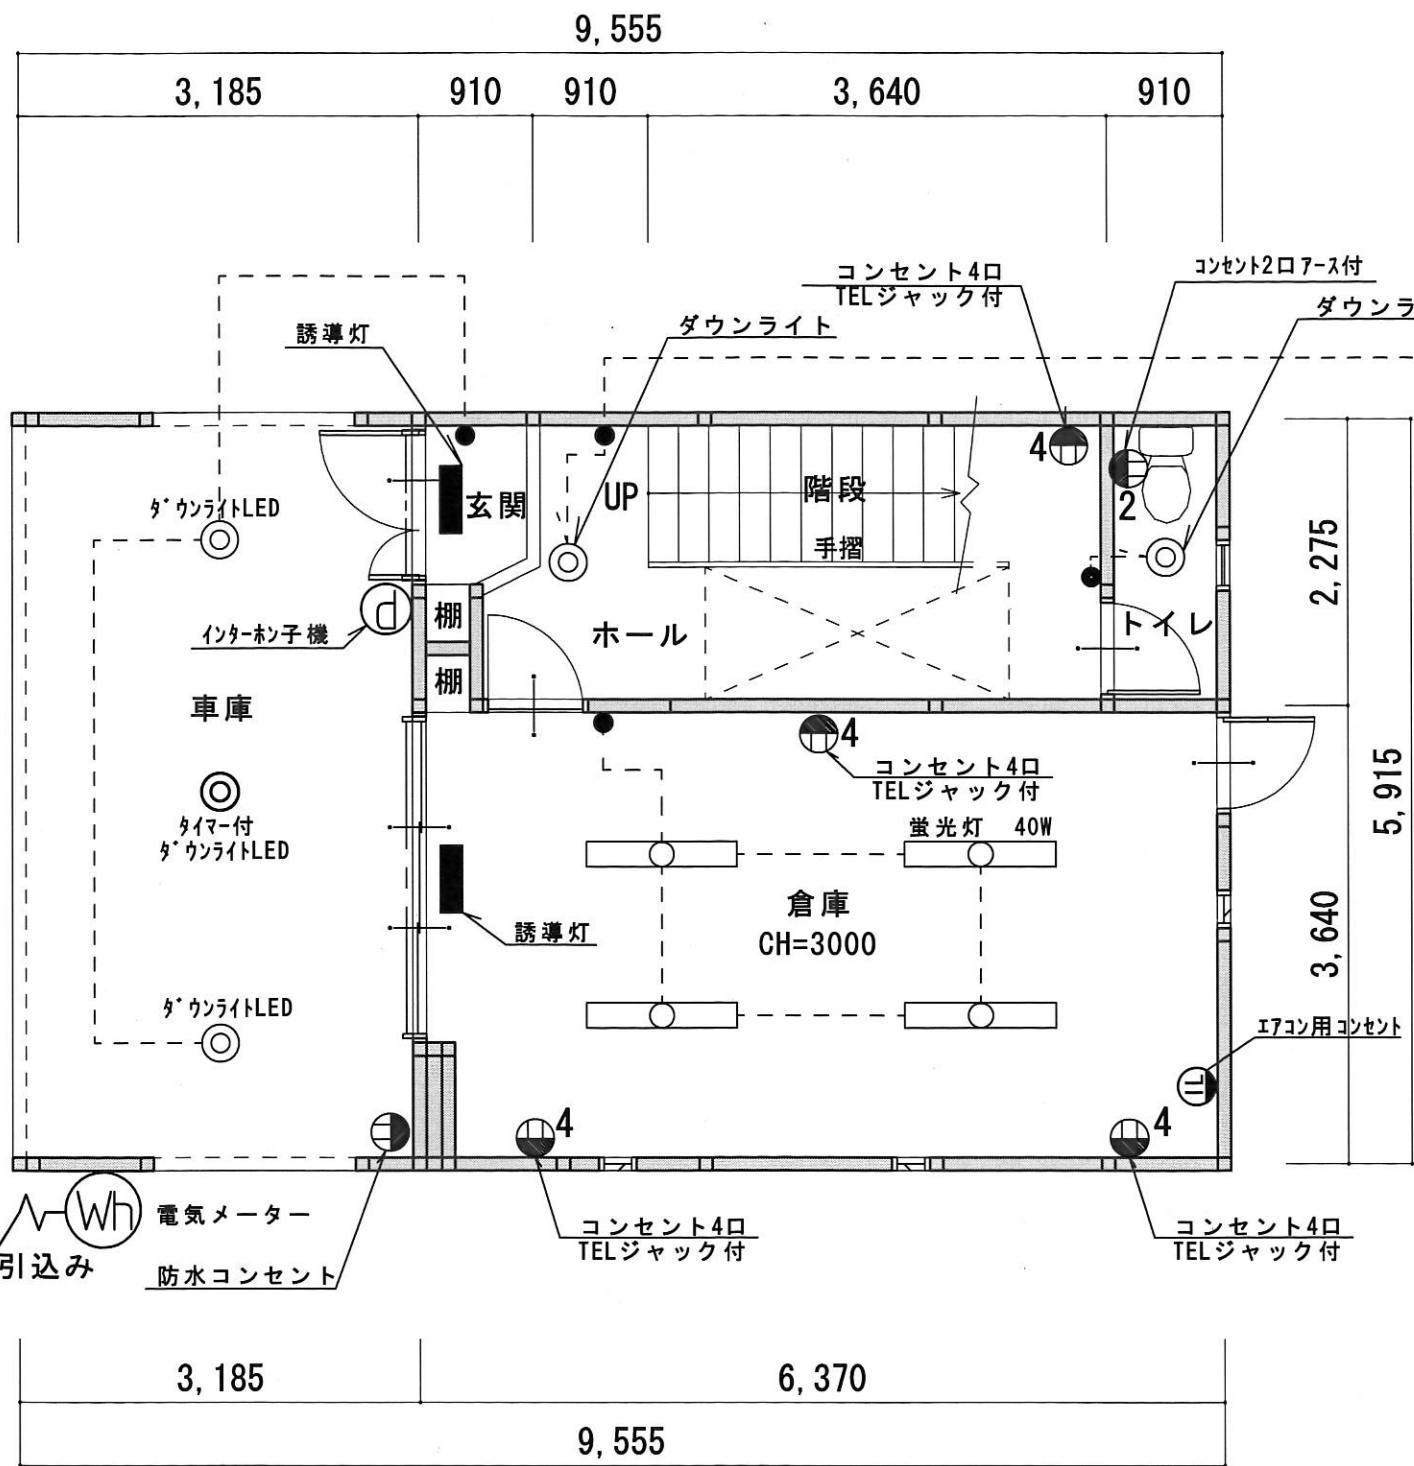 9,555
3,185
910
910
3,640
910
コンセント4口
TELジャック付
コンセント2口アース付
誘導灯
ダウンライト
ダウンラ
4
2
玄関
UP
階段
手摺
ダウンライトLED
2,275
棚
インターホン子機
ホール
トイレ
棚
車庫
4
コンセント4口
TELジャック付
5,915
タイマー付
ダウンライトLED
蛍光灯 40W
倉庫
CH=3000
誘導灯
3,640
ダウンライトLED
エアコン用コンセント
4
4
Wh
電気メーター
引込み
防水コンセント
コンセント4口
TELジャック付
コンセント4口
TELジャック付
3,185
6,370
9,555